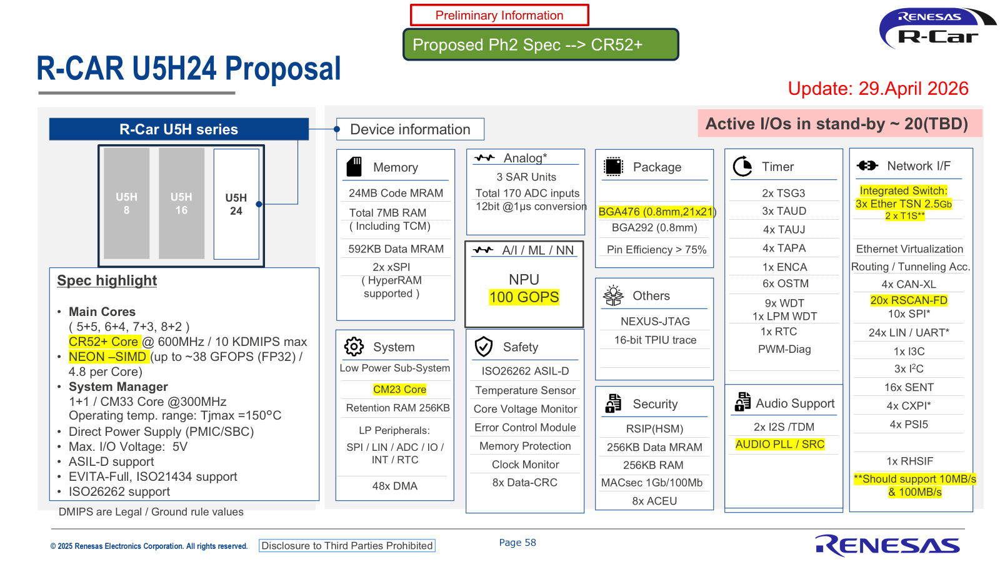 Preliminary Information
Proposed Ph2 Spec --> CR52+
RENESAS
R-Car
R-CAR U5H24 Proposal
Update: 29.April 2026
R-Car U5H series
U5H
8
U5H
16
U5H
24
Spec highlight
• Main Cores
( 5+5, 6+4, 7+3, 8+2 )
CR52+ Core @ 600MHz / 10 KDMIPS max
• NEON –SIMD (up to ~38 GFOPS (FP32) /
4.8 per Core)
• System Manager
1+1 / CM33 Core @300MHz
Operating temp. range: Tjmax =150°C
• Direct Power Supply (PMIC/SBC)
• Max. I/O Voltage: 5V
• ASIL-D support
• EVITA-Full, ISO21434 support
• ISO26262 support
DMIPS are Legal / Ground rule values
Device information
Active I/Os in stand-by ~ 20(TBD)
Memory
24MB Code MRAM
Total 7MB RAM
( Including TCM)
592KB Data MRAM
2x xSPI
( HyperRAM
supported )
System
Low Power Sub-System
CM23 Core
Retention RAM 256KB
LP Peripherals:
SPI / LIN / ADC / IO /
INT / RTC
48x DMA
Analog*
3 SAR Units
Total 170 ADC inputs
12bit @1µs conversion
A/I / ML / NN
NPU
100 GOPS
Safety
ISO26262 ASIL-D
Temperature Sensor
Core Voltage Monitor
Error Control Module
Memory Protection
Clock Monitor
8x Data-CRC
Package
BGA476 (0.8mm,21x21)
BGA292 (0.8mm)
Pin Efficiency > 75%
Others
NEXUS-JTAG
16-bit TPIU trace
Security
RSIP(HSM)
256KB Data MRAM
256KB RAM
MACsec 1Gb/100Mb
8x ACEU
Timer
2x TSG3
3x TAUD
4x TAUJ
4x TAPA
1x ENCA
6x OSTM
9x WDT
1x LPM WDT
1x RTC
PWM-Diag
Audio Support
2x I2S /TDM
AUDIO PLL / SRC
Network I/F
Integrated Switch:
3x Ether TSN 2.5Gb
2 x T1S**
Ethernet Virtualization
Routing / Tunneling Acc.
4x CAN-XL
20x RSCAN-FD
10x SPI*
24x LIN / UART*
1x I3C
3x I²C
16x SENT
4x CXPI*
4x PSI5
1x RHSIF
**Should support 10MB/s
& 100MB/s
© 2025 Renesas Electronics Corporation. All rights reserved.
Disclosure to Third Parties Prohibited
Page 58
RENESAS